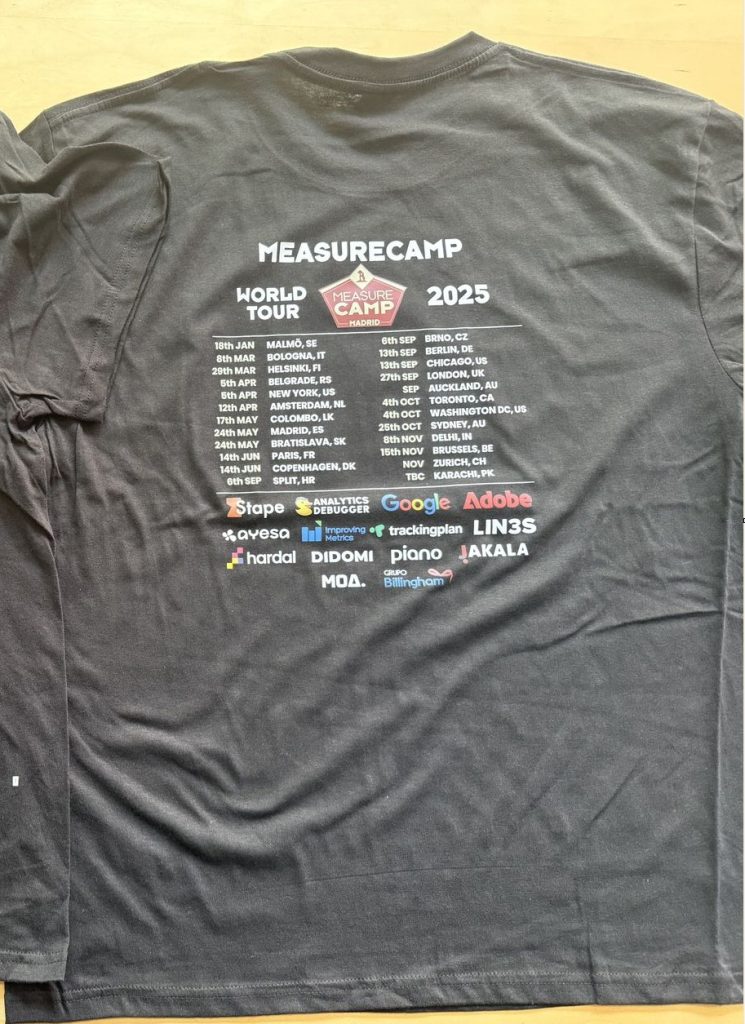 MEASURECAMP
WORLD TOUR
MEASURE CAMP MADRID
2025
18th JAN MALMÖ, SE
8th MAR BOLOGNA, IT
29th MAR HELSINKI, FI
5th APR BELGRADE, RS
5th APR NEW YORK, US
12th APR AMSTERDAM, NL
17th MAY COLOMBO, LK
24th MAY MADRID, ES
24th MAY BRATISLAVA, SK
14th JUN PARIS, FR
14th JUN COPENHAGEN, DK
6th SEP SPLIT, HR
6th SEP BRNO, CZ
13th SEP BERLIN, DE
13th SEP CHICAGO, US
27th SEP LONDON, UK
SEP AUCKLAND, AU
4th OCT TORONTO, CA
4th OCT WASHINGTON DC, US
25th OCT SYDNEY, AU
8th NOV DELHI, IN
15th NOV BRUSSELS, BE
NOV ZURICH, CH
TBC KARACHI, PK
Stape ANALYTICS DEBUGGER Google Adobe
ayesa Improving Metrics trackingplan LIN3S
hardal DIDOMI piano JAKALA
MOA. GRUPO Billingham